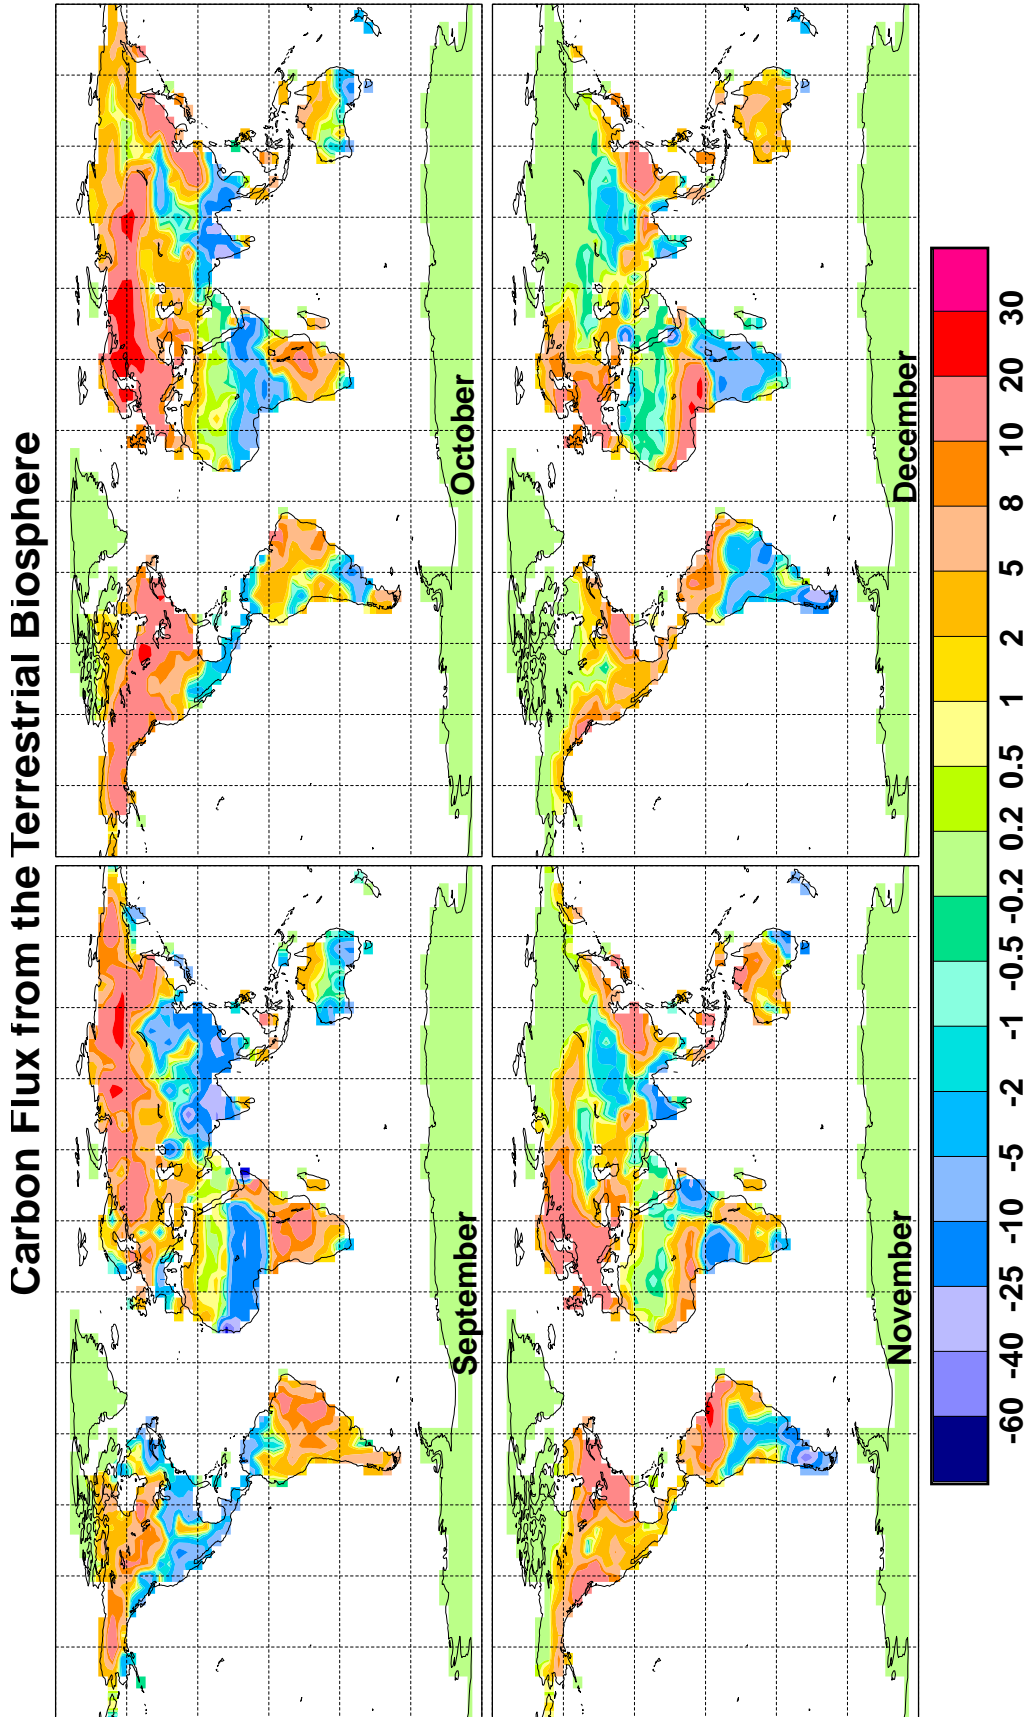 Carbon Flux from the Terrestrial Biosphere
September
October
November
December
-60 -40 -25 -10 -5 -2 -1 -0.5 -0.2 0.2 0.5 1 2 5 8 10 20 30